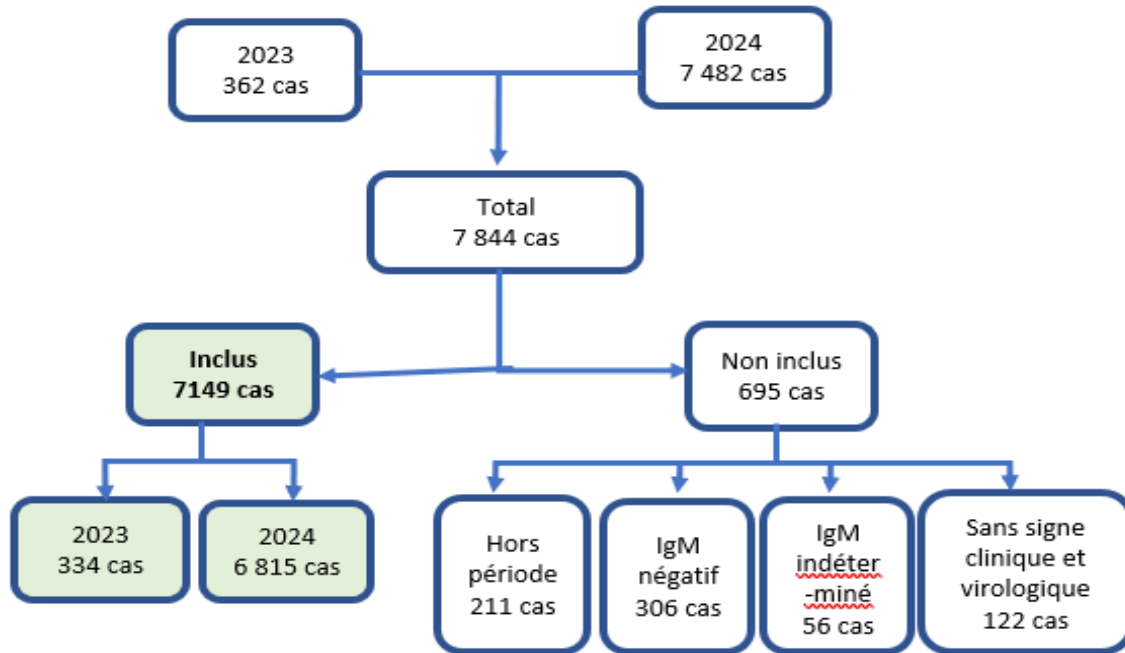 2023
362 cas
2024
7 482 cas
Total
7 844 cas
Inclus
7149 cas
Non inclus
695 cas
2023
334 cas
2024
6 815 cas
Hors
période
211 cas
IgM
négatif
306 cas
IgM
indéter
-miné
56 cas
Sans signe
clinique et
virologique
122 cas